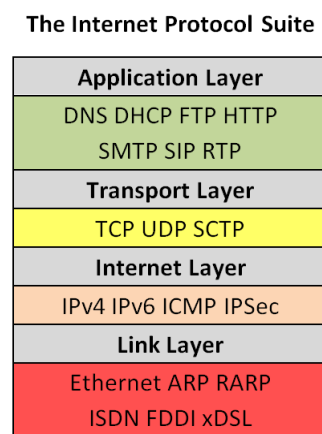 The Internet Protocol Suite
Application Layer
DNS DHCP FTP HTTP
SMTP SIP RTP
Transport Layer
TCP UDP SCTP
Internet Layer
IPv4 IPv6 ICMP IPSec
Link Layer
Ethernet ARP RARP
ISDN FDDI xDSL